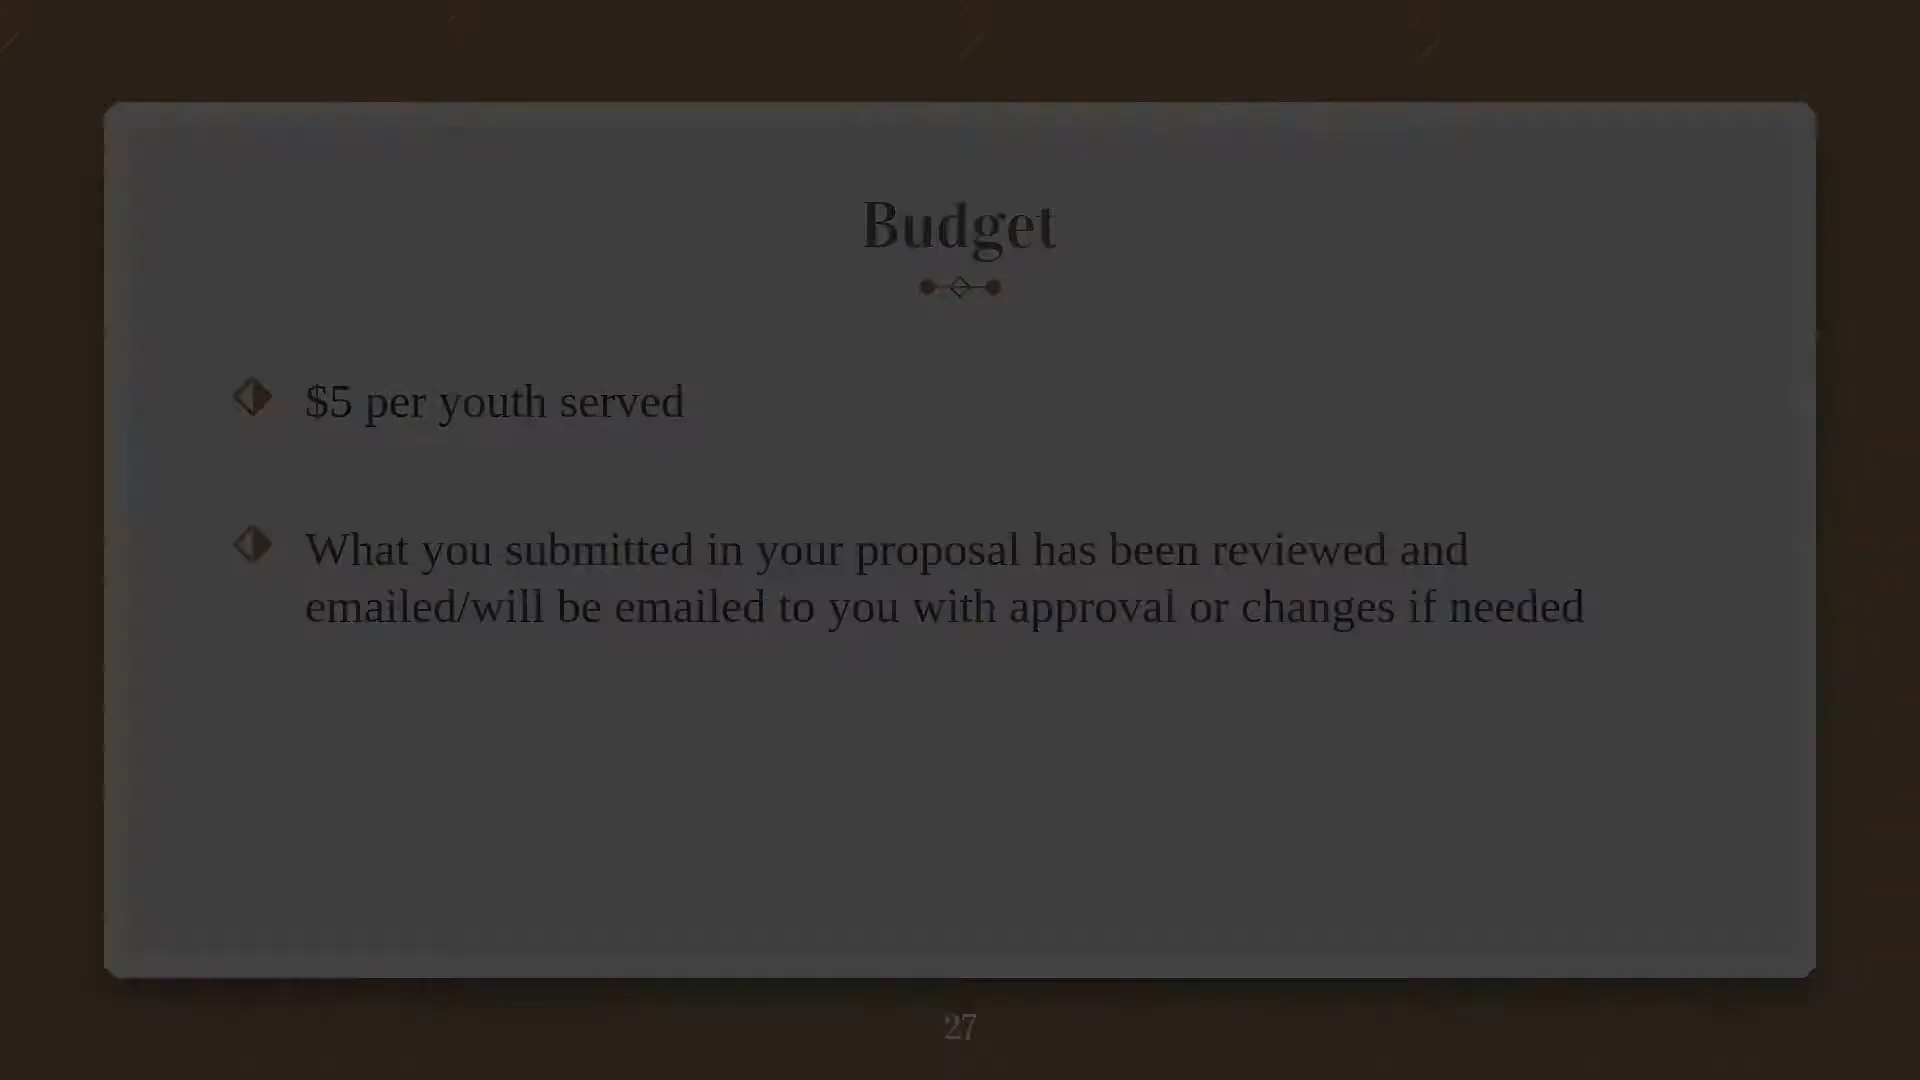 Budget
$5 per youth served
What you submitted in your proposal has been reviewed and
emailed/will be emailed to you with approval or changes if needed
27